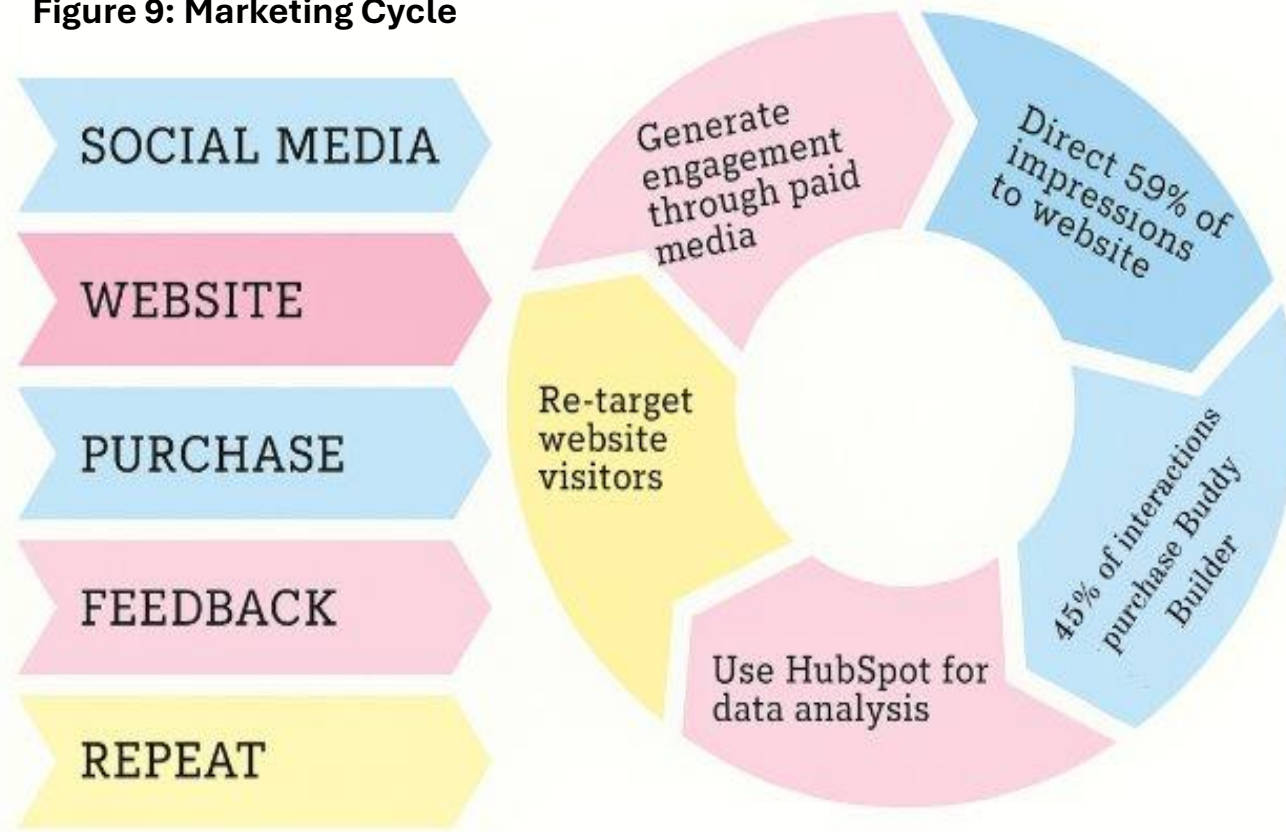 Figure 9: Marketing Cycle
SOCIAL MEDIA
WEBSITE
PURCHASE
FEEDBACK
REPEAT
Generate
engagement
through paid
media
Direct 59% of
impressions
to website
45% of interactions
purchase Buddy
Builder
Use HubSpot for
data analysis
Re-target
website
visitors